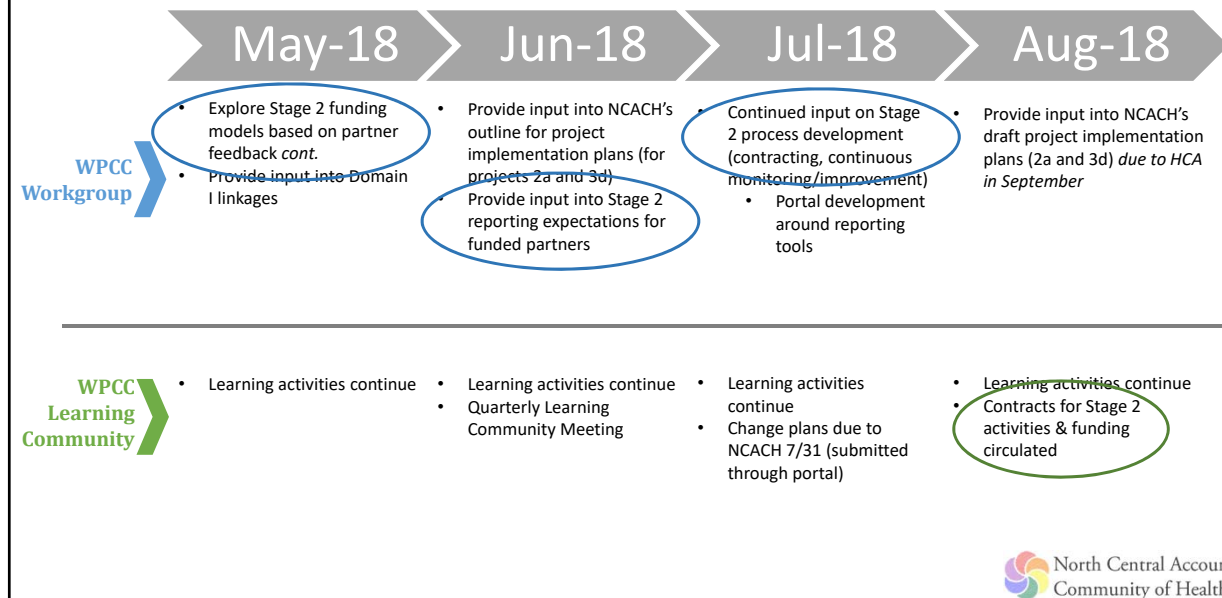 May-18
Jun-18
Jul-18
Aug-18
WPCC
Workgroup
• Explore Stage 2 funding
models based on partner
feedback cont.
• Provide input into Domain
I linkages
• Provide input into NCACH's
outline for project
implementation plans (for
projects 2a and 3d)
• Provide input into Stage 2
reporting expectations for
funded partners
• Continued input on Stage
2 process development
(contracting, continuous
monitoring/improvement)
• Portal development
around reporting
tools
• Provide input into NCACH's
draft project implementation
plans (2a and 3d) due to HCA
in September
WPCC
Learning
Community
• Learning activities continue
• Learning activities continue
• Quarterly Learning
Community Meeting
• Learning activities
continue
• Change plans due to
NCACH 7/31 (submitted
through portal)
• Learning activities continue
• Contracts for Stage 2
activities & funding
circulated
North Central
Community of Health